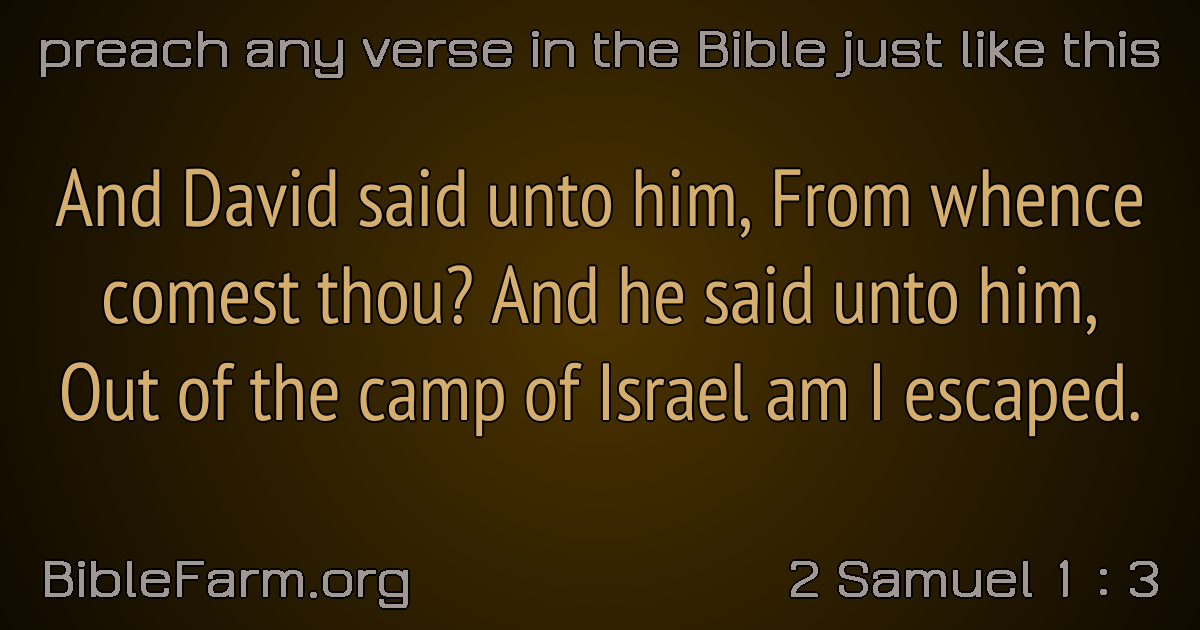 preach any verse in the Bible just like this
And David said unto him, From whence
comest thou? And he said unto him,
Out of the camp of Israel am I escaped.
BibleFarm.org
2 Samuel 1 : 3